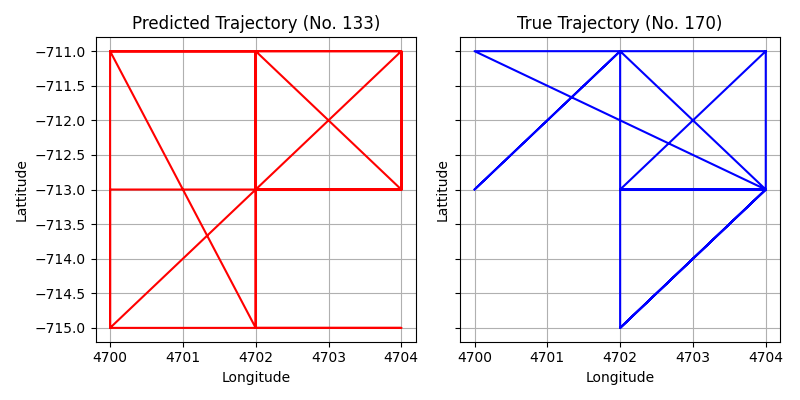 Predicted Trajectory (No. 133)
True Trajectory (No. 170)
Lattitude
−711.0
−711.5
−712.0
−712.5
−713.0
−713.5
−714.0
−714.5
−715.0
4700 4701 4702 4703 4704
Longitude
Lattitude
4700 4701 4702 4703 4704
Longitude